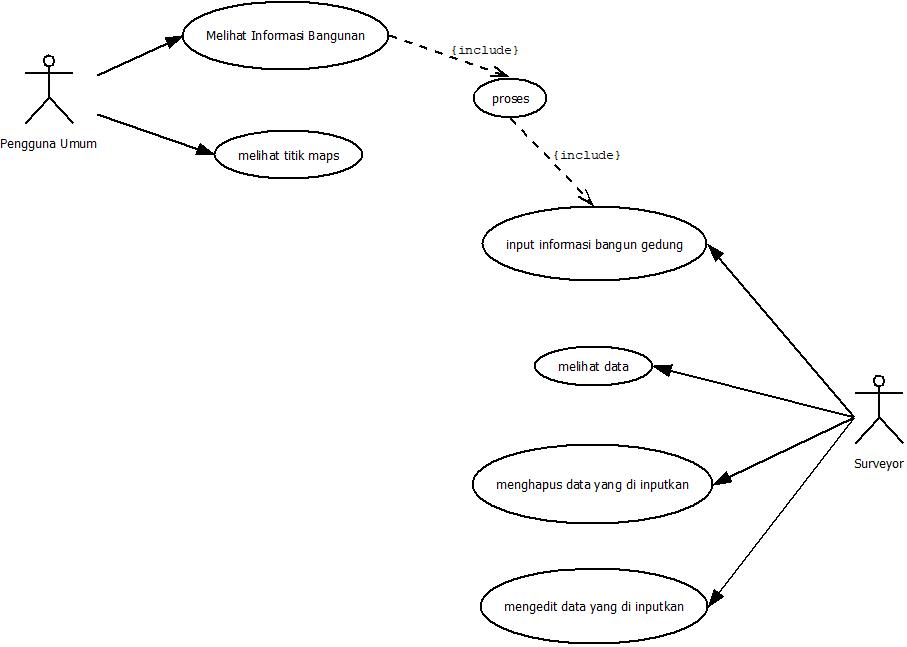 Melihat Informasi Bangunan
{include}
proses
Pengguna Umum
melihat titik maps
{include}
input informasi bangun gedung
melihat data
Surveyor
menghapus data yang di inputkan
mengedit data yang di inputkan